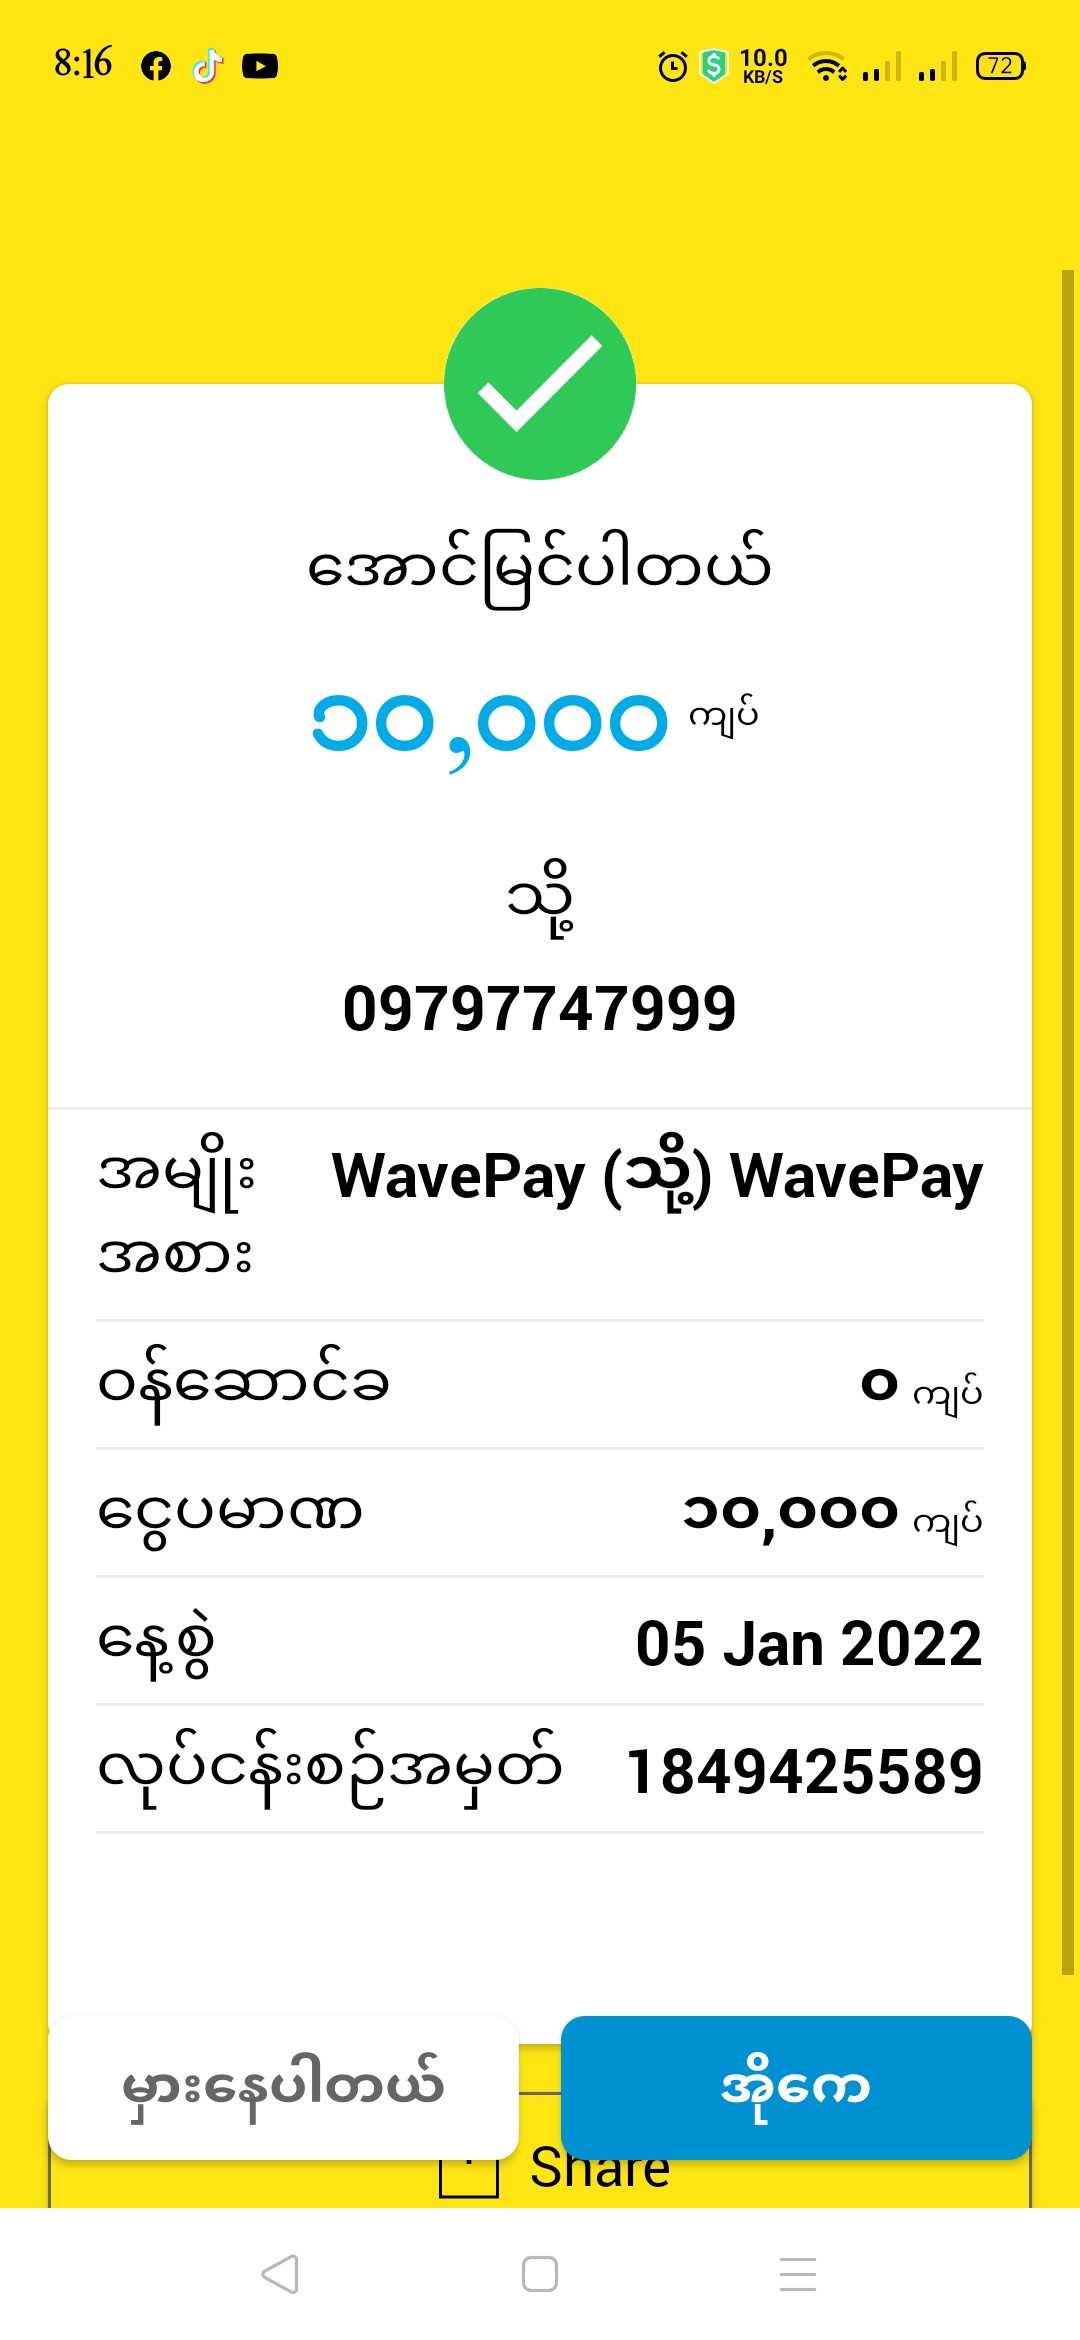 8:16
10.0
KB/S
72
အောင်မြင်ပါတယ်
၁၀,၀၀၀ ကျပ်
သို့
09797747999
အမျိုး WavePay (သို့) WavePay
အစား
ဝန်ဆောင်ခ ၀ ကျပ်
ငွေပမာဏ ၁၀,၀၀၀ ကျပ်
နေ့စွဲ 05 Jan 2022
လုပ်ငန်းစဉ်အမှတ် 1849425589
မှားနေပါတယ် အိုကေ
Share